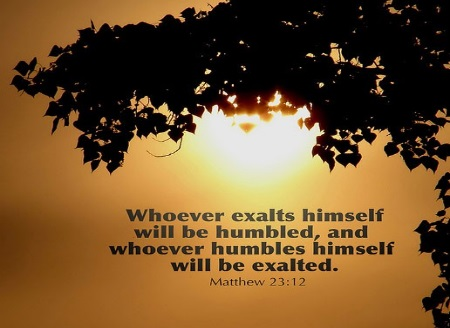 Whoever exalts himself
will be humbled, and
whoever humbles himself
will be exalted.
Matthew 23:12